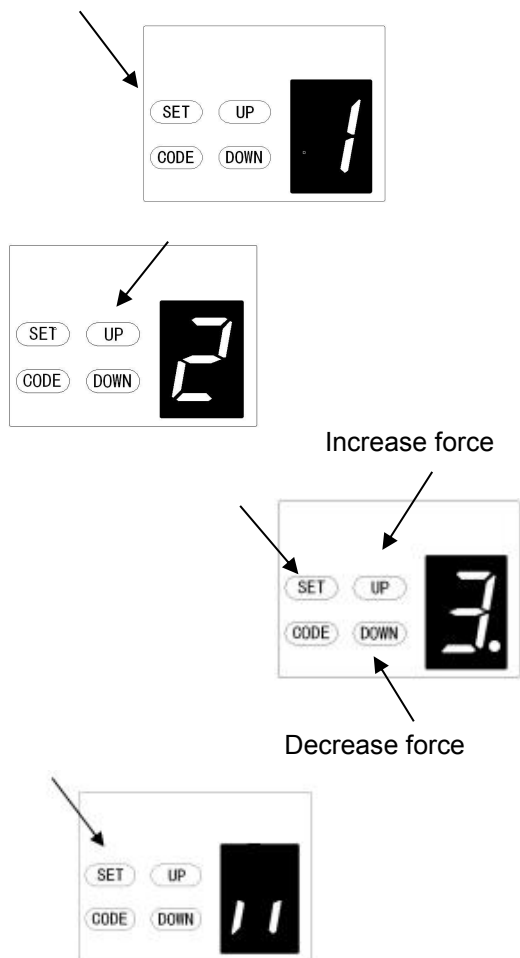 SET UP
CODE DOWN
1
SET UP
CODE DOWN
2
Increase force
SET UP
CODE DOWN
3.
Decrease force
SET UP
CODE DOWN
11